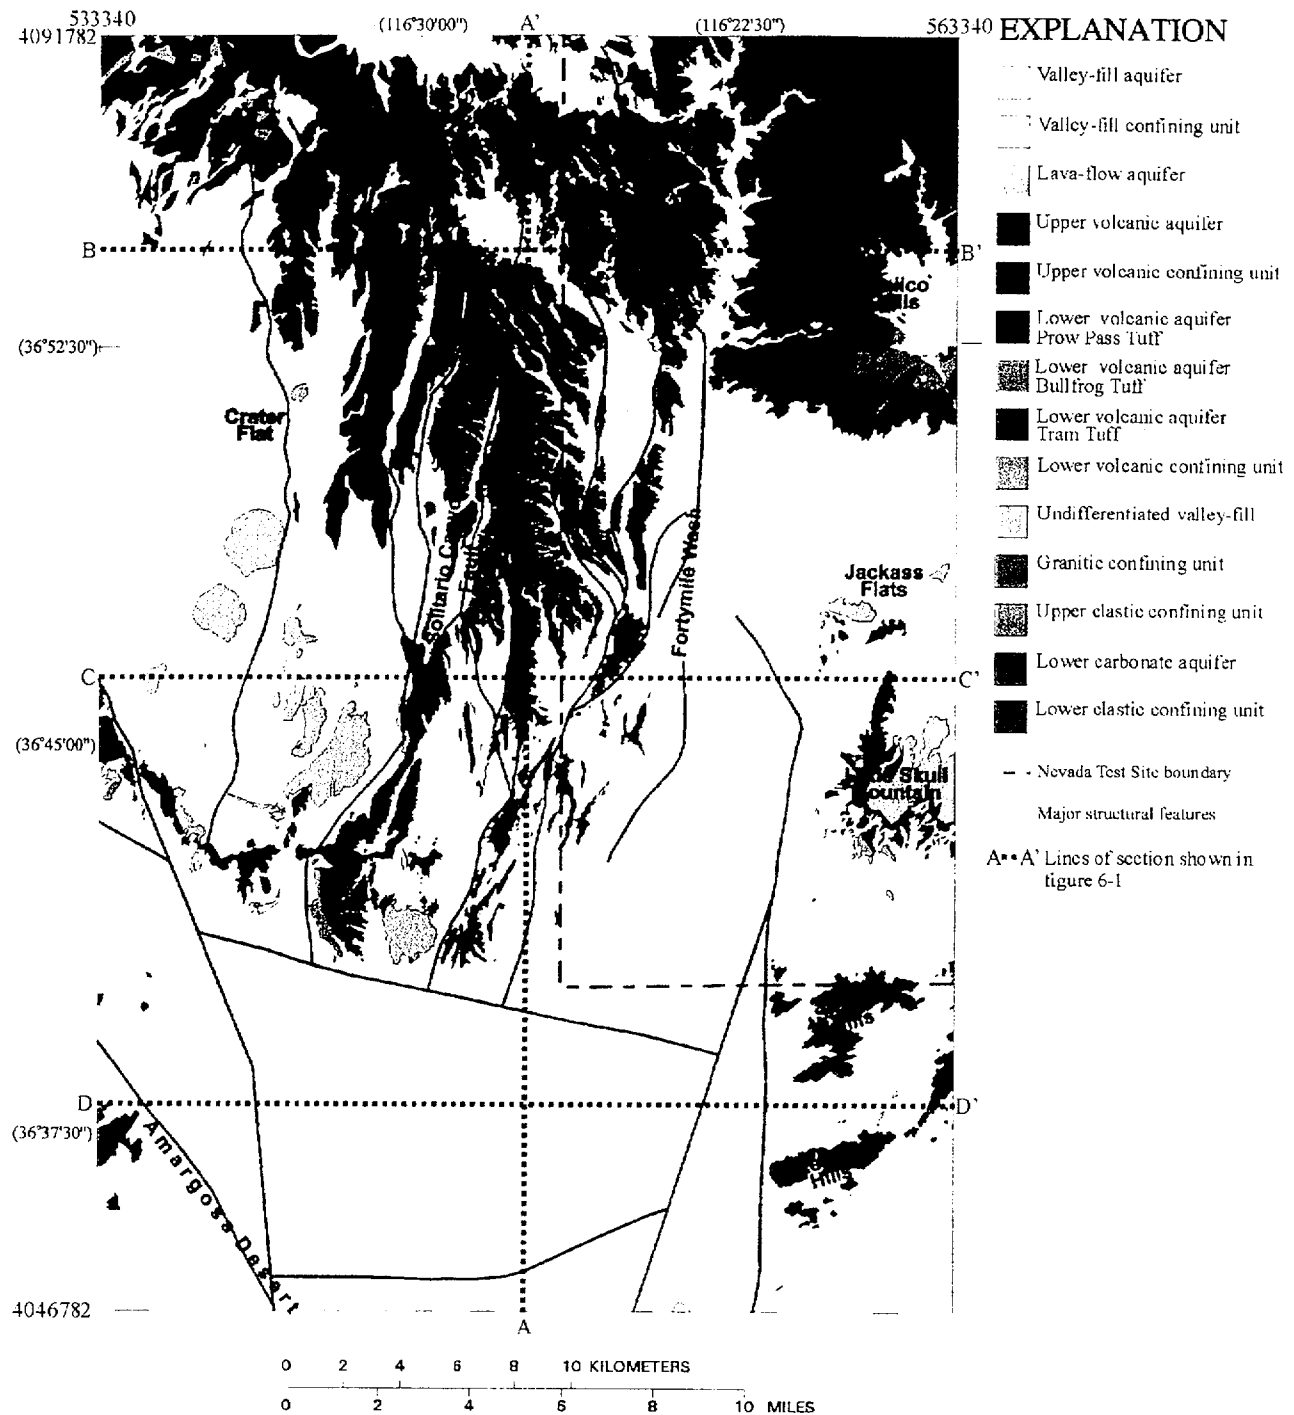 533340
(116°30'00")
A'
(116°22'30")
563340
4091782
EXPLANATION
Valley-fill aquifer
Valley-fill confining unit
Lava-flow aquifer
Upper volcanic aquifer
B
B'
Upper volcanic confining unit
(36°52'30")
Lower volcanic aquifer
Prow Pass Tuff
Lower volcanic aquifer
Bullfrog Tuff
Crater
Flat
Lower volcanic aquifer
Tram Tuff
Lower volcanic confining unit
Undifferentiated valley-fill
Solitario
Fault
Fortymile Wash
Jackass
Flats
Granitic confining unit
Upper clastic confining unit
C
C'
Lower carbonate aquifer
Lower clastic confining unit
(36°45'00")
Skull
Nevada Test Site boundary
Major structural features
A A' Lines of section shown in
figure 6-1
D
D'
(36°37'30")
Amargosa Desert
Hills
4046782
A
0 2 4 6 8 10 KILOMETERS
0 2 4 6 8 10 MILES